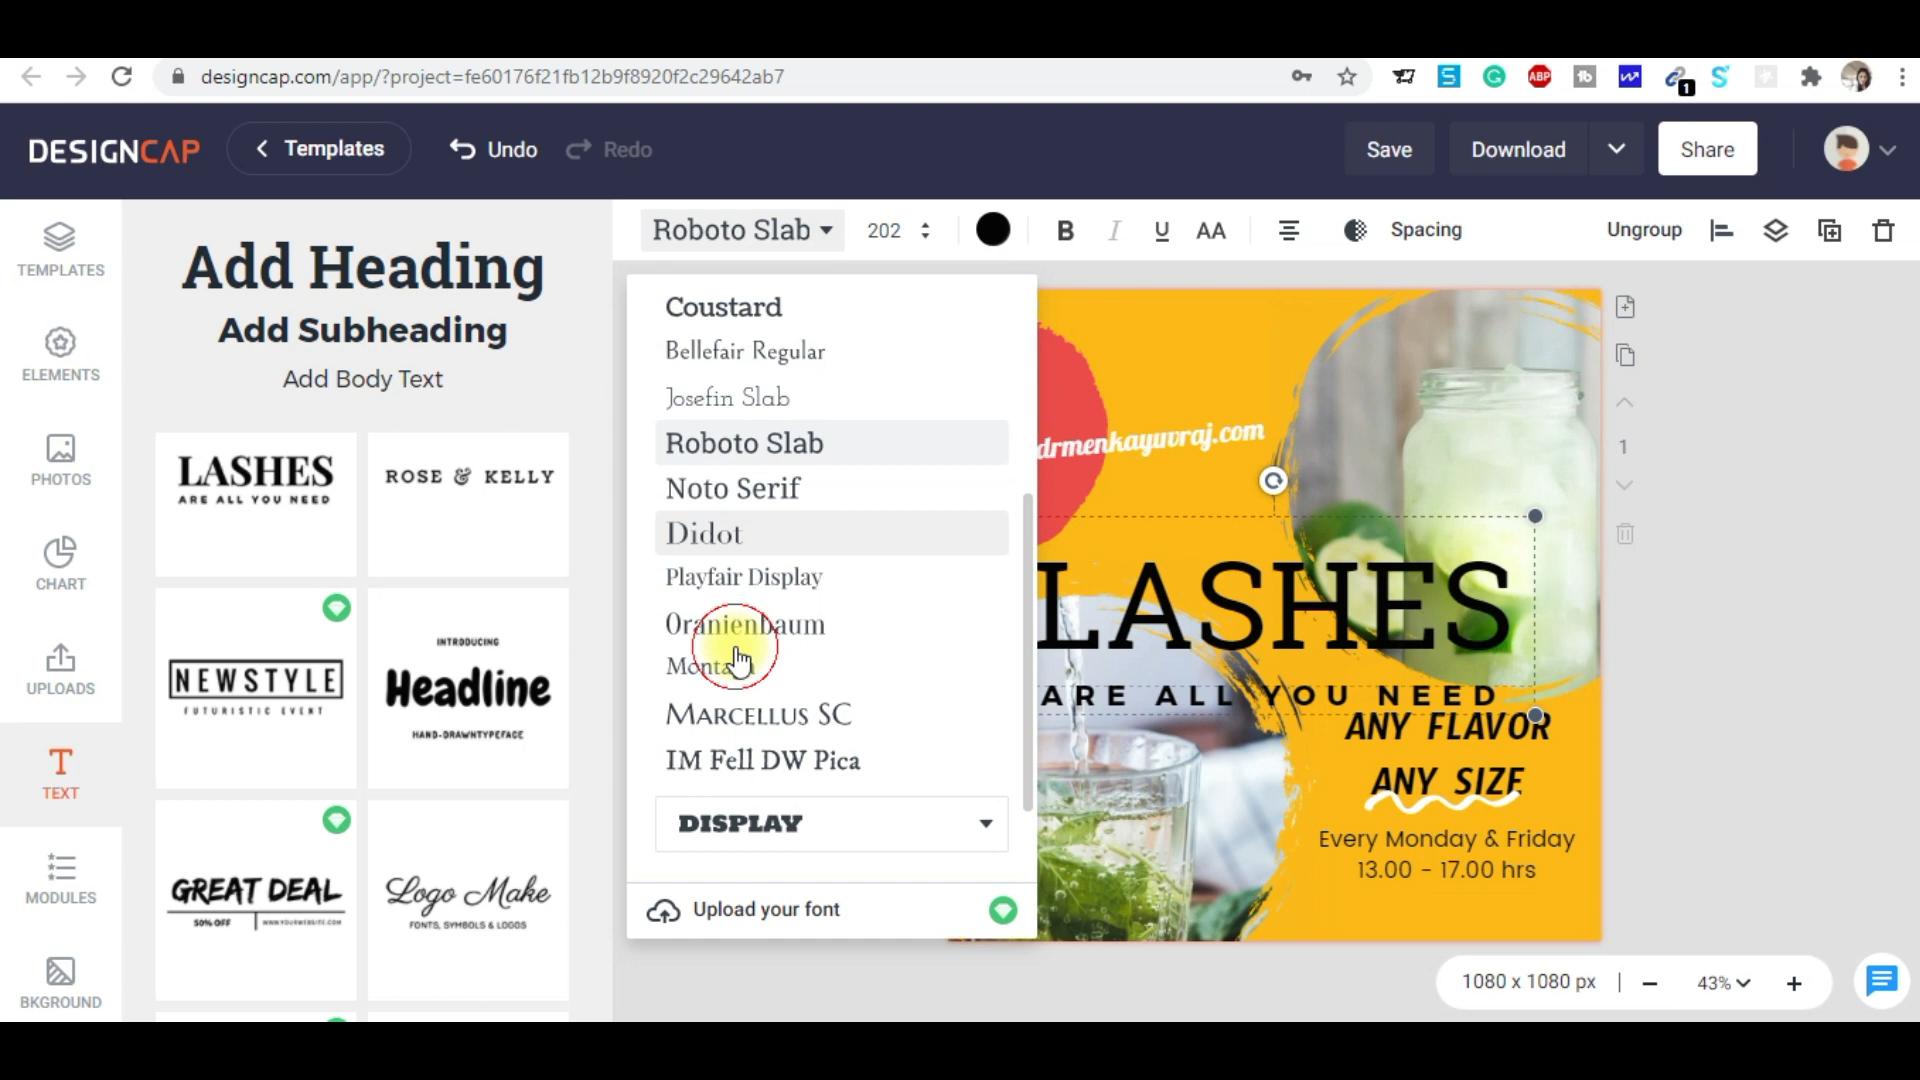 designcap.com/app/?project=fe60176f21fb12b9f8920f2c29642ab7
ABP
1
DESIGNCAP
Templates
Undo
Redo
Save
Download
Share
Roboto Slab
202
B I U AA
Spacing
Ungroup
TEMPLATES
ELEMENTS
PHOTOS
CHART
UPLOADS
T
TEXT
MODULES
BKGROUND
Add Heading
Add Subheading
Add Body Text
LASHES
ARE ALL YOU NEED
ROSE & KELLY
NEWSTYLE
FUTURISTIC EVENT
INTRODUCING
Headline
HAND-DRAWNTYPEFACE
GREAT DEAL
50% OFF
WWW.YOURWEBSITE.COM
Logo Make
FONTS, SYMBOLS & LOGOS
Coustard
Bellefair Regular
Josefin Slab
Roboto Slab
Noto Serif
Didot
Playfair Display
Oranienbaum
MARCELLUS SC
IM Fell DW Pica
DISPLAY
Upload your font
drmenkayuvraj.com
LASHES
ARE ALL YOU NEED
ANY FLAVOR
ANY SIZE
Every Monday & Friday
13.00 - 17.00 hrs
1
1080 x 1080 px
43%